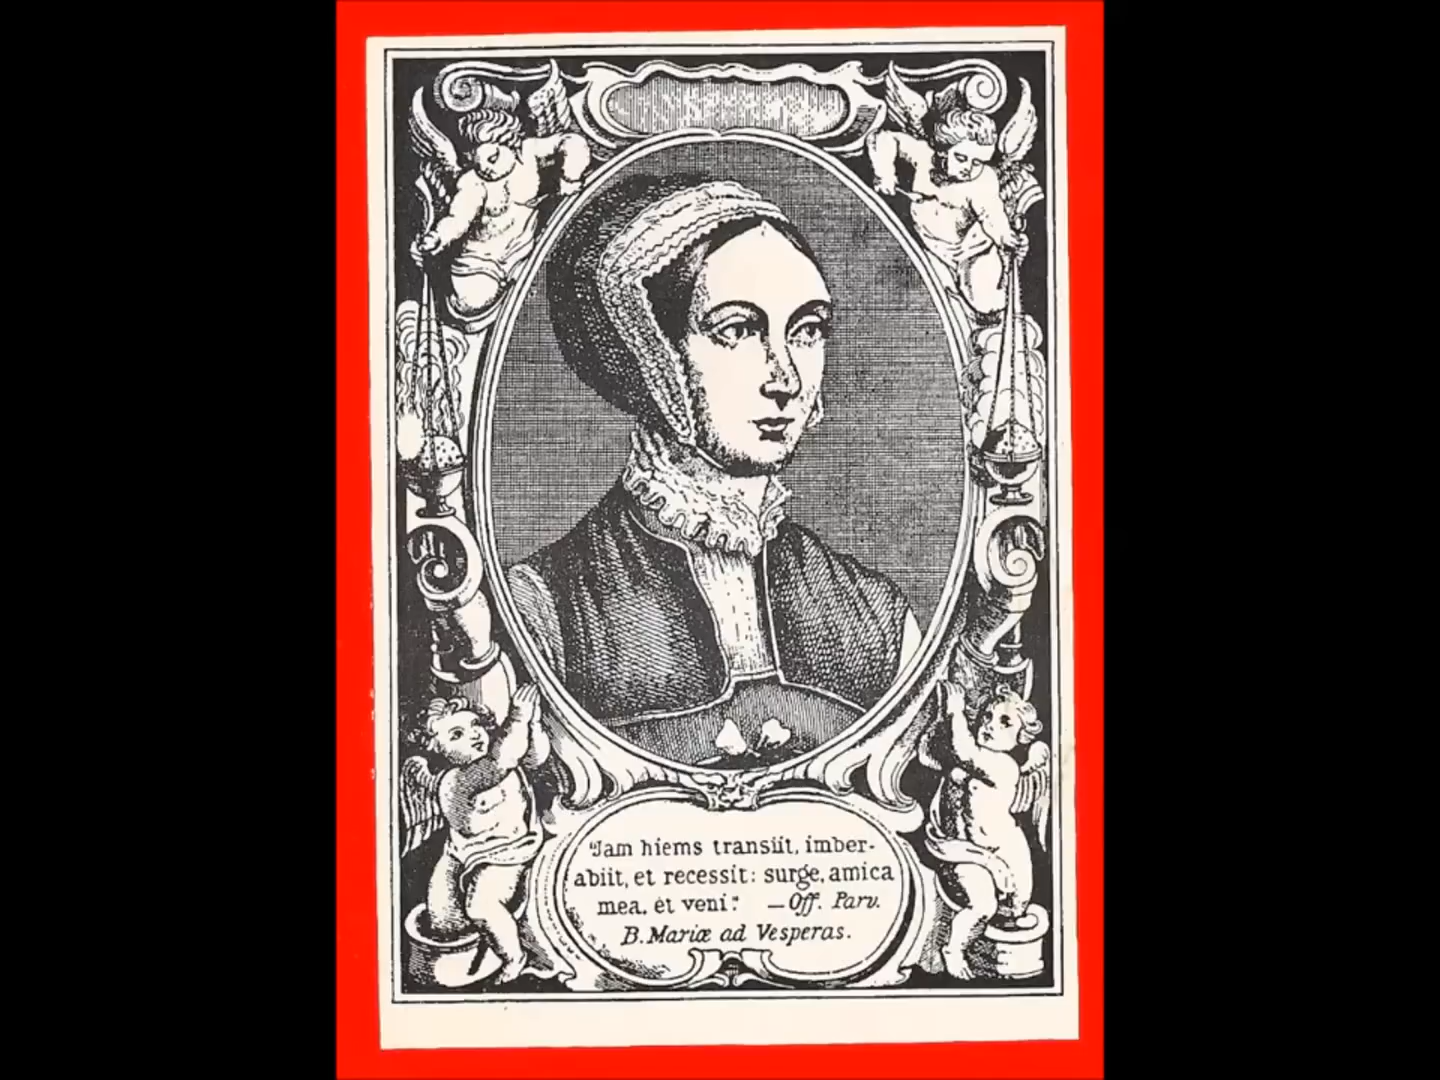 "Jam hiems transiit, imber-
abiit, et recessit: surge, amica
mea, et veni:" —Off. Parv.
B. Mariæ ad Vesperas.